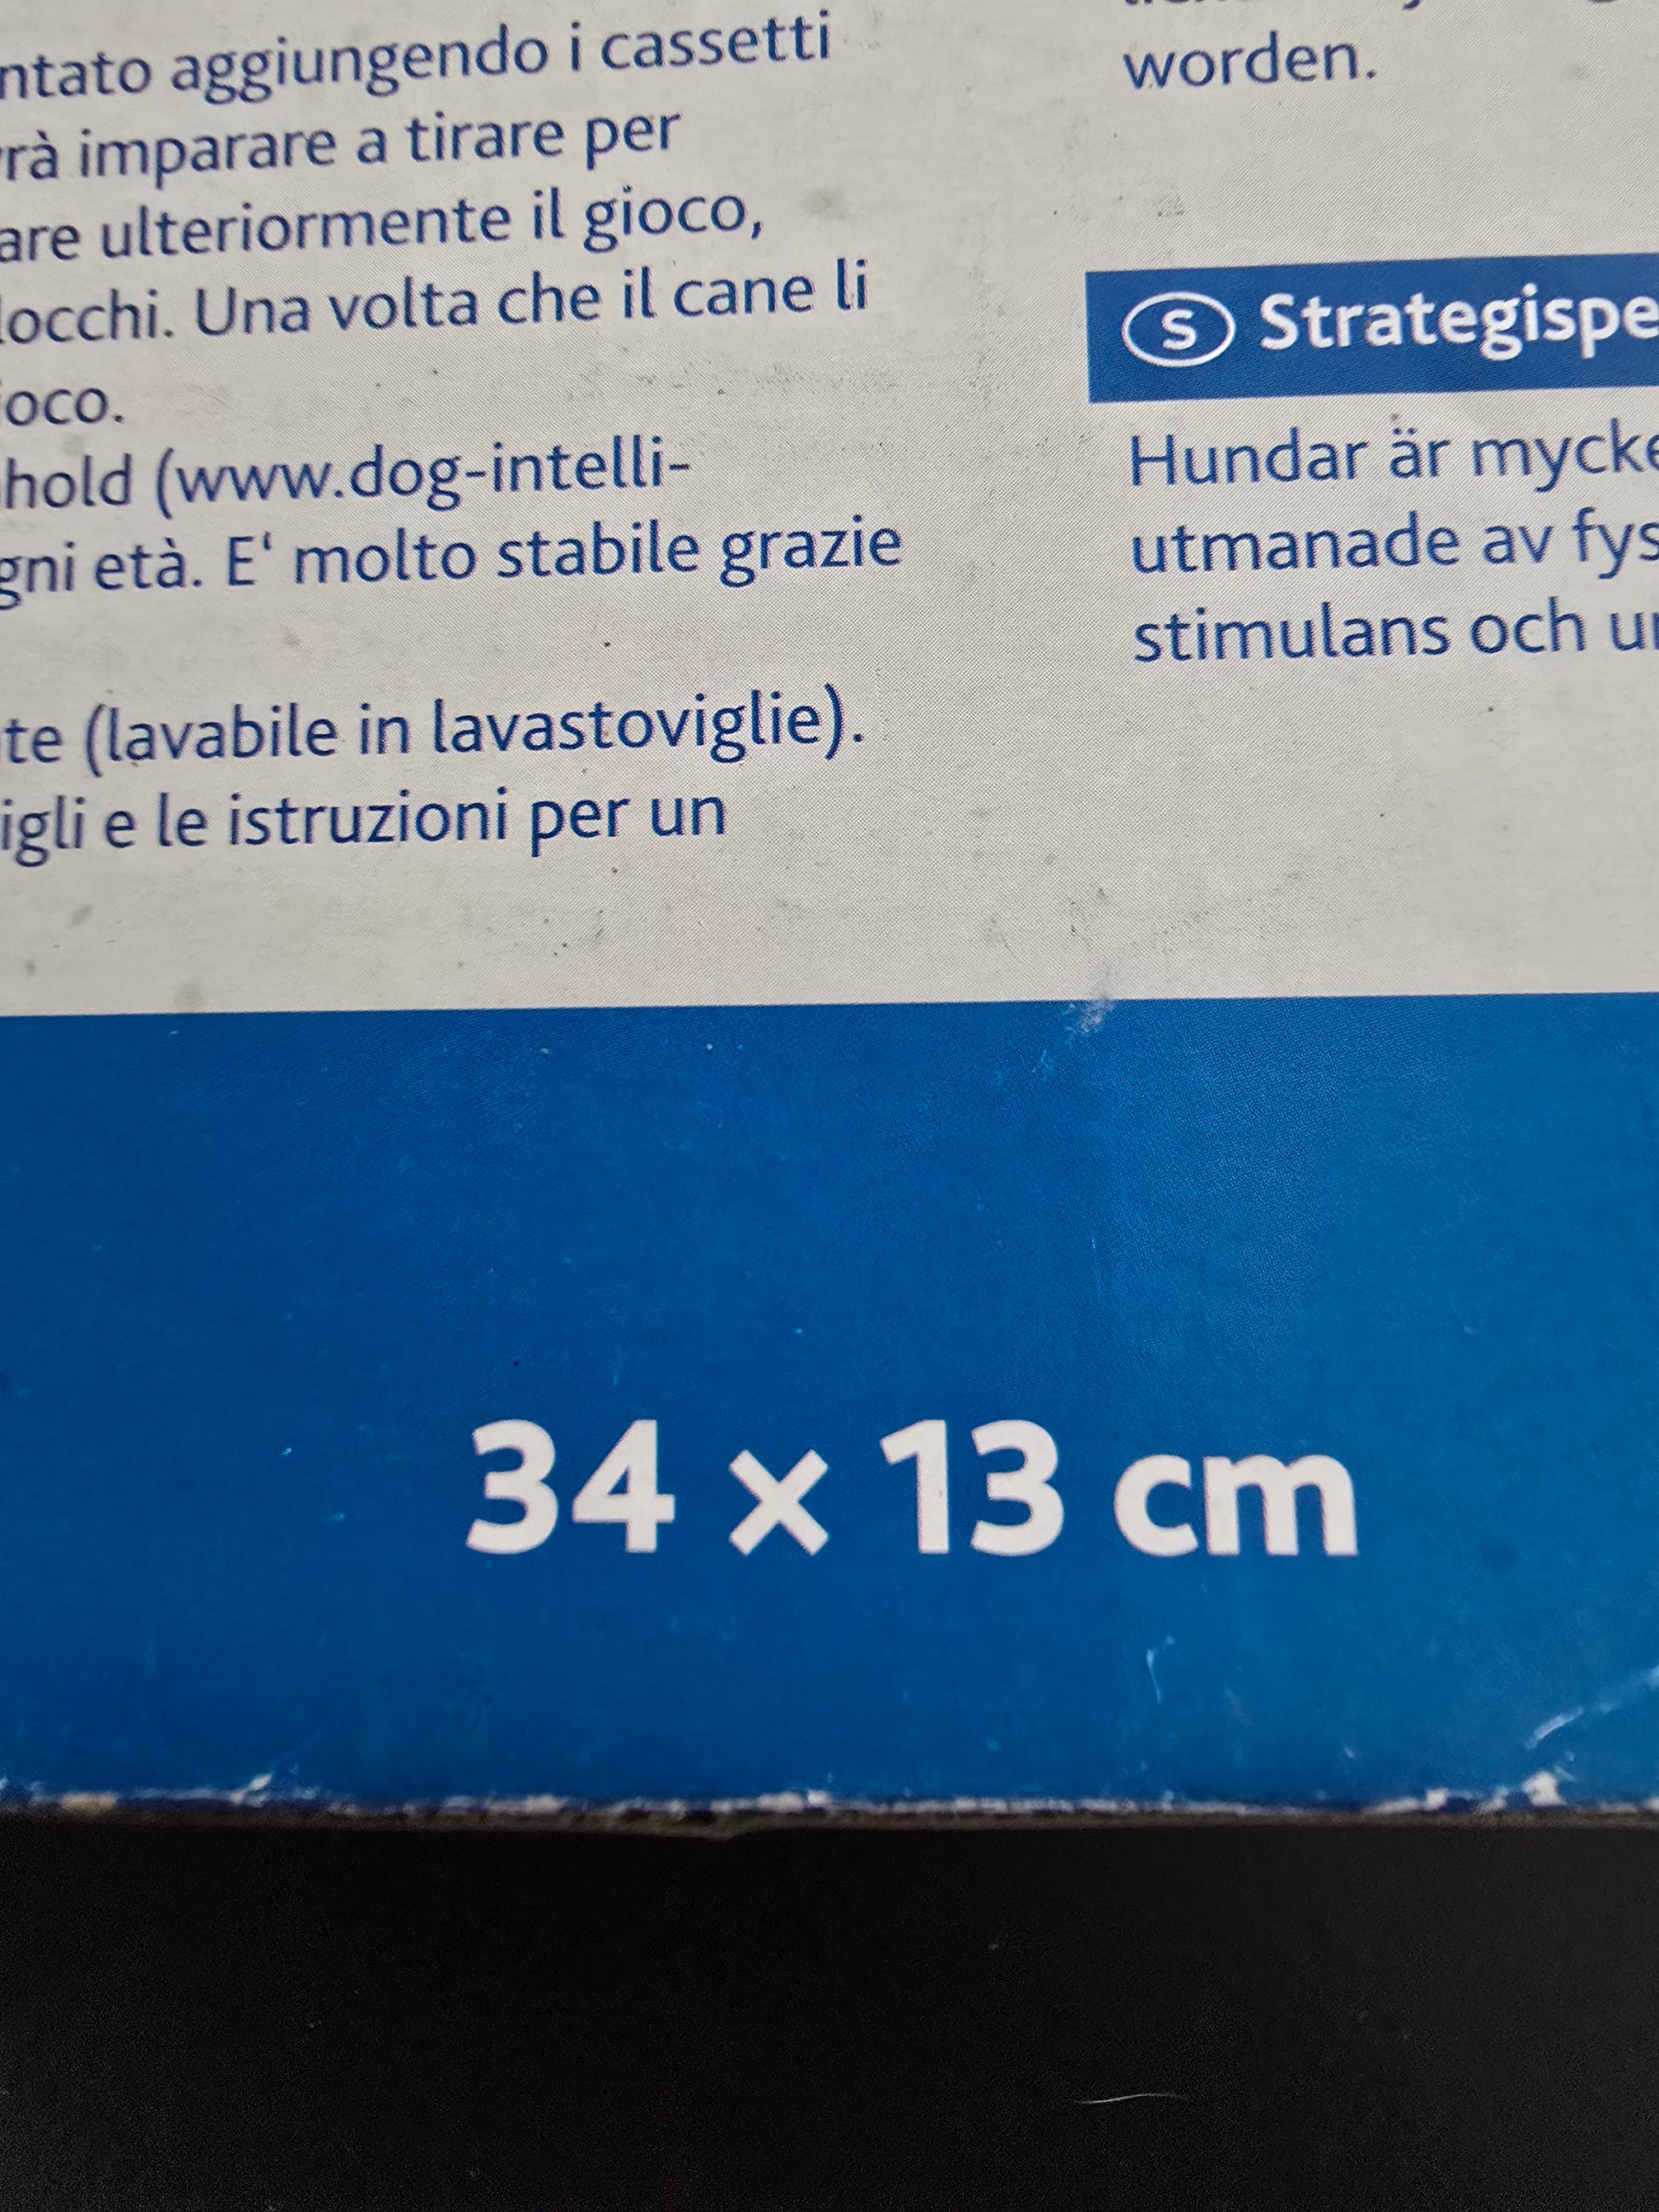 ntato aggiungendo i cassetti
rà imparare a tirare per
are ulteriormente il gioco,
locchi. Una volta che il cane li
oco.
hold (www.dog-intelli-
gni età. E' molto stabile grazie
te (lavabile in lavastoviglie).
igli e le istruzioni per un
worden.
S Strategispe
Hundar är mycke
utmanade av fys
stimulans och
34 × 13 cm